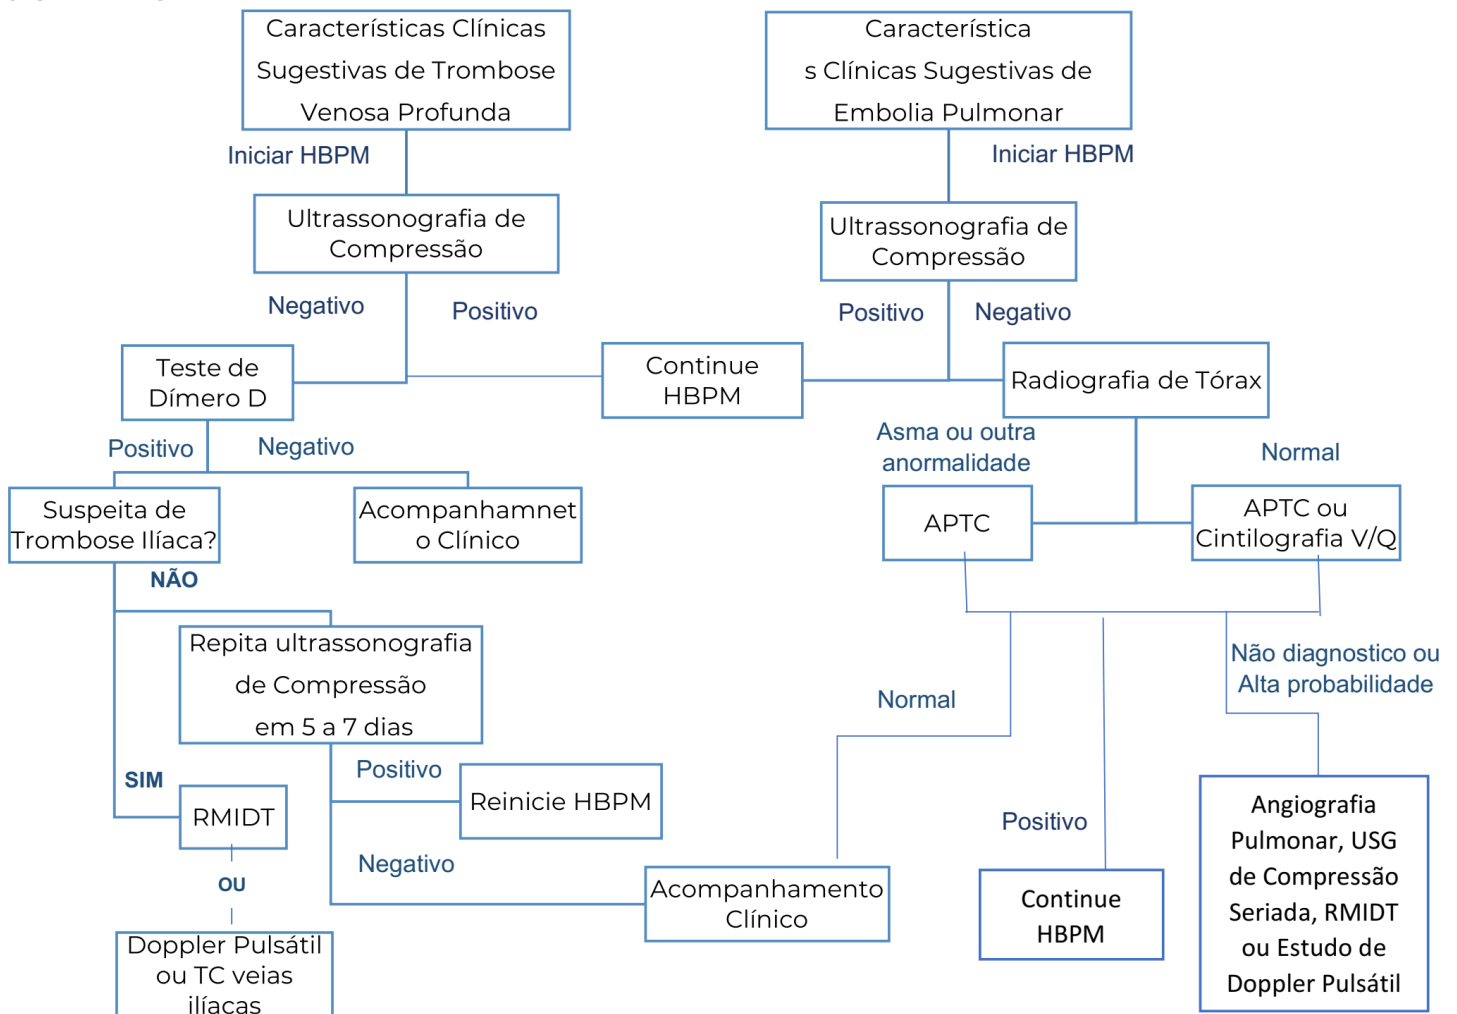 Características Clínicas
Sugestivas de Trombose
Venosa Profunda
Característica
s Clínicas Sugestivas de
Embolia Pulmonar
Iniciar HBPM
Iniciar HBPM
Ultrassonografia de
Compressão
Ultrassonografia de
Compressão
Negativo
Positivo
Positivo
Negativo
Teste de
Dímero D
Continue
HBPM
Radiografia de Tórax
Positivo
Negativo
Asma ou outra
anormalidade
Normal
Suspeita de
Trombose Ilíaca?
Acompanhamnet
o Clínico
APTC
APTC ou
Cintilografia V/Q
NÃO
Repita ultrassonografia
de Compressão
em 5 a 7 dias
Não diagnostico ou
Alta probabilidade
Normal
SIM
Positivo
RMIDT
Reinicie HBPM
Positivo
Negativo
OU
Acompanhamento
Clínico
Continue
HBPM
Angiografia
Pulmonar, USG
de Compressão
Seriada, RMIDT
ou Estudo de
Doppler Pulsátil
Doppler Pulsátil
ou TC veias
ilíacas